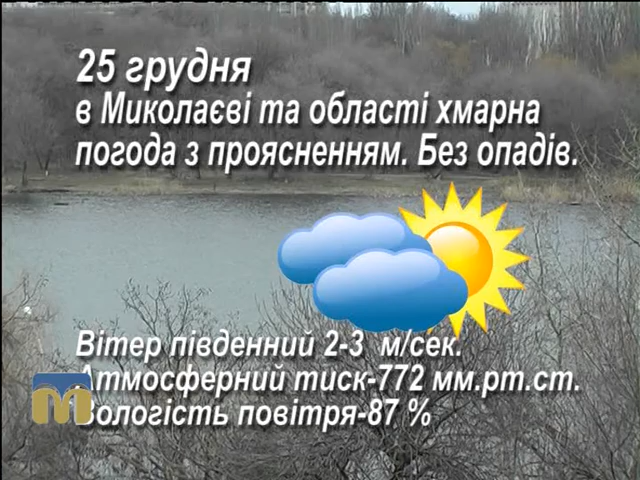 25 грудня
в Миколаєві та області хмарна
погода з проясненням. Без опадів.
Вітер південний 2-3 м/сек.
Атмосферний тиск-772 мм.рт.ст.
Вологість повітря-87 %